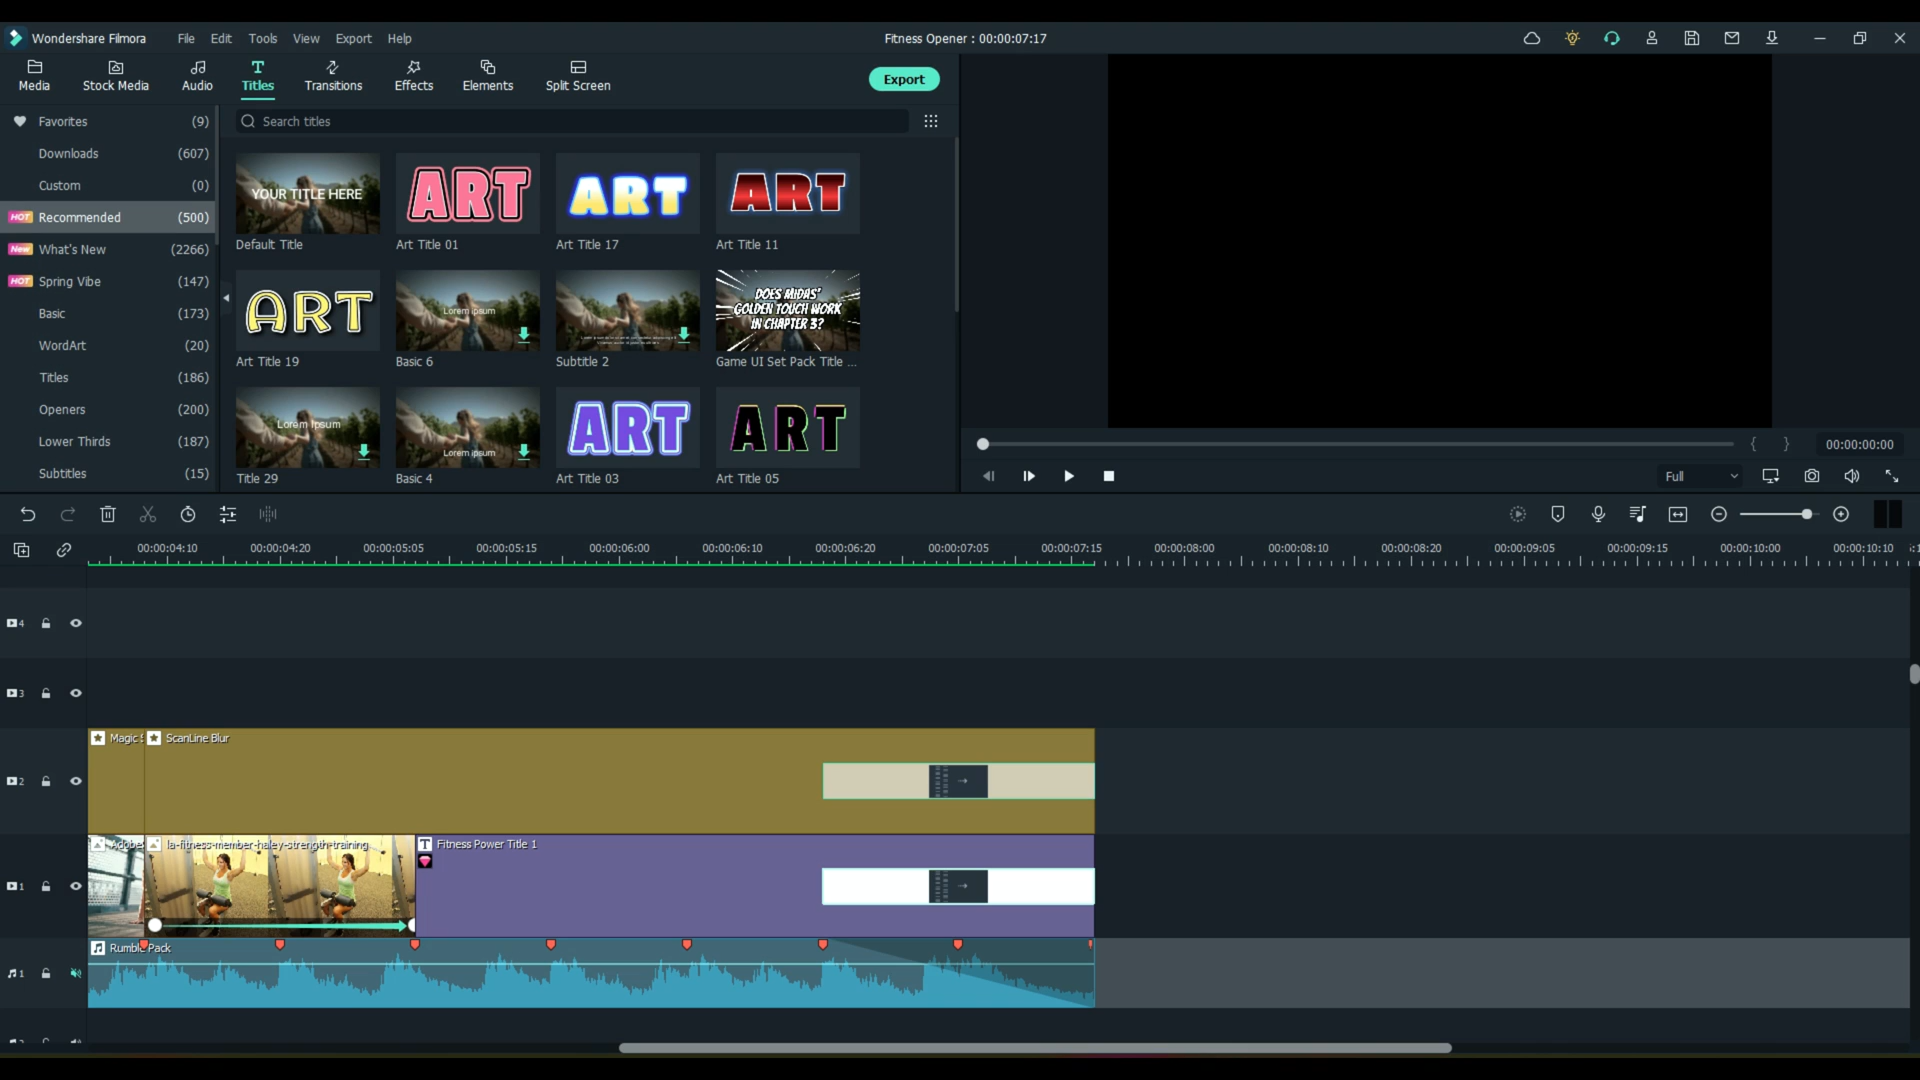 Wondershare Filmora File Edit Tools View Export Help Fitness Opener : 00:00:07:17
Media Stock Media Audio Titles Transitions Effects Elements Split Screen Export
Favorites (9)
Downloads (607)
Custom (0)
HOT Recommended (500)
New What's New (2266)
HOT Spring Vibe (147)
Basic (173)
WordArt (20)
Titles (186)
Openers (200)
Lower Thirds (187)
Subtitles (15)
Search titles
YOUR TITLE HERE ART ART ART
Default Title Art Title 01 Art Title 17 Art Title 11
ART Lorem ipsum
DOES MIDAS'
GOLDEN TOUCH WORK
IN CHAPTER 3?
Art Title 19 Basic 6 Subtitle 2 Game UI Set Pack Title ...
Lorem ipsum Lorem ipsum ART ART
Title 29 Basic 4 Art Title 03 Art Title 05
{ } 00:00:00:00
Full
00:00:04:10 00:00:04:20 00:00:05:05 00:00:05:15 00:00:06:00 00:00:06:10 00:00:06:20 00:00:07:05 00:00:07:15 00:00:08:00 00:00:08:10 00:00:08:20 00:00:09:05 00:00:09:15 00:00:10:00 00:00:10:10
4
3
2 Magic ScanLine Blur
1 Adobe la-fitness-member-haley-strength-training T Fitness Power Title 1
1 Rumble Pack